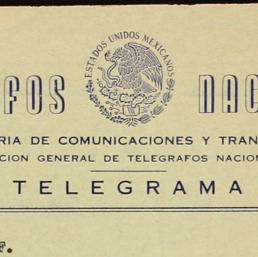 ESTADOS UNIDOS MEXICANOS
FOS NAC
RIA DE COMUNICACIONES Y TRAN
CION GENERAL DE TELEGRAFOS NACION
TELEGRAMA
F.